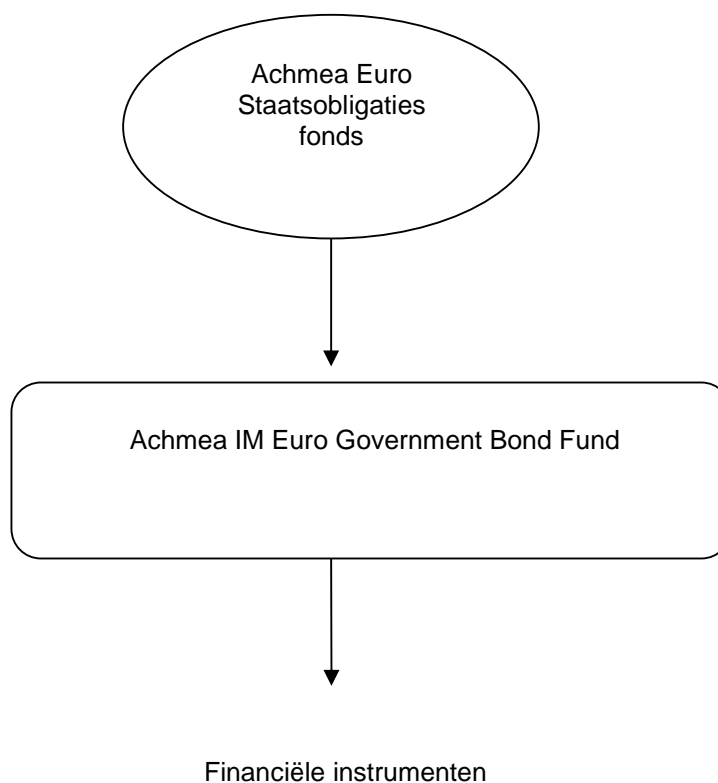 Achmea Euro
Staatsobligaties
fonds
Achmea IM Euro Government Bond Fund
Financiële instrumenten